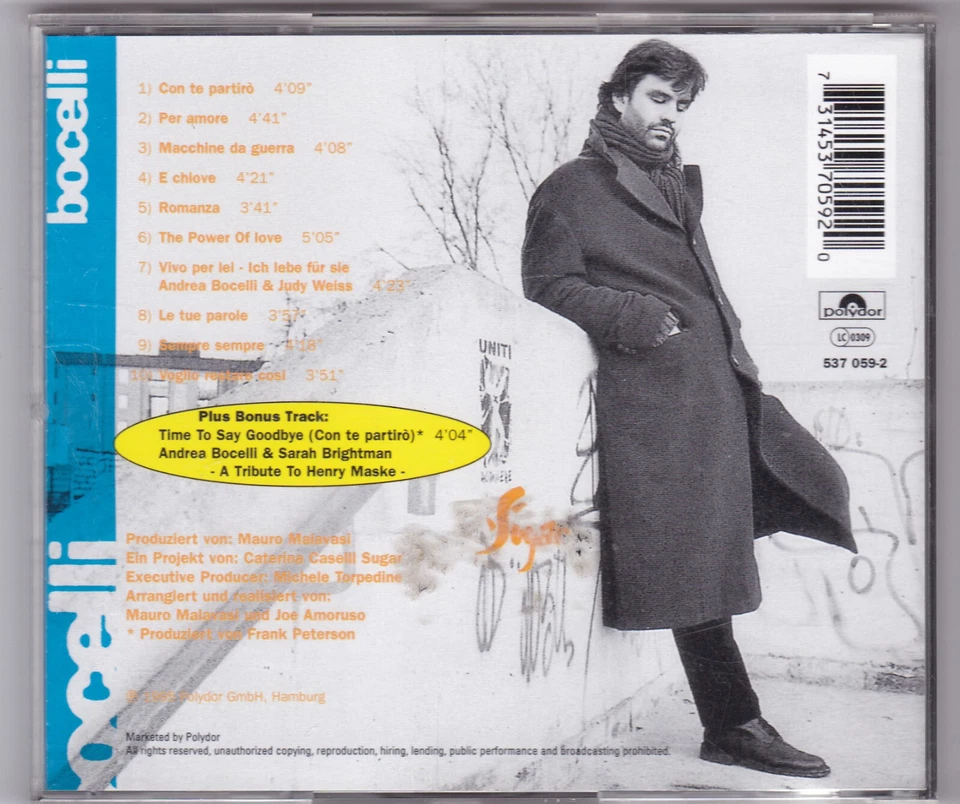 bocelli
1) Con te partirò 4'09"
2) Per amore 4'41"
3) Macchine da guerra 4'08"
4) E chiove 4'21"
5) Romanza 3'41"
6) The Power Of love 5'05"
7) Vivo per lei - Ich lebe für sie
Andrea Bocelli & Judy Weiss 4'23"
8) Le tue parole 3'57"
9) Sempre sempre 4'18"
10) Voglio restare cosi 3'51"
Plus Bonus Track:
Time To Say Goodbye (Con te partirò)* 4'04"
Andrea Bocelli & Sarah Brightman
- A Tribute To Henry Maske -
Produziert von: Mauro Malavasi
Ein Projekt von: Caterina Caselli Sugar
Executive Producer: Michele Torpedine
Arrangiert und realisiert von:
Mauro Malavasi und Joe Amoruso
* Produziert von Frank Peterson
Polydor GmbH, Hamburg
Marketed by Polydor
All rights reserved, unauthorized copying, reproduction, hiring, lending, public performance and broadcasting prohibited.
bocelli
UNITI
Sugar
7 31453 70592 0
polydor
LC 0309
537 059-2